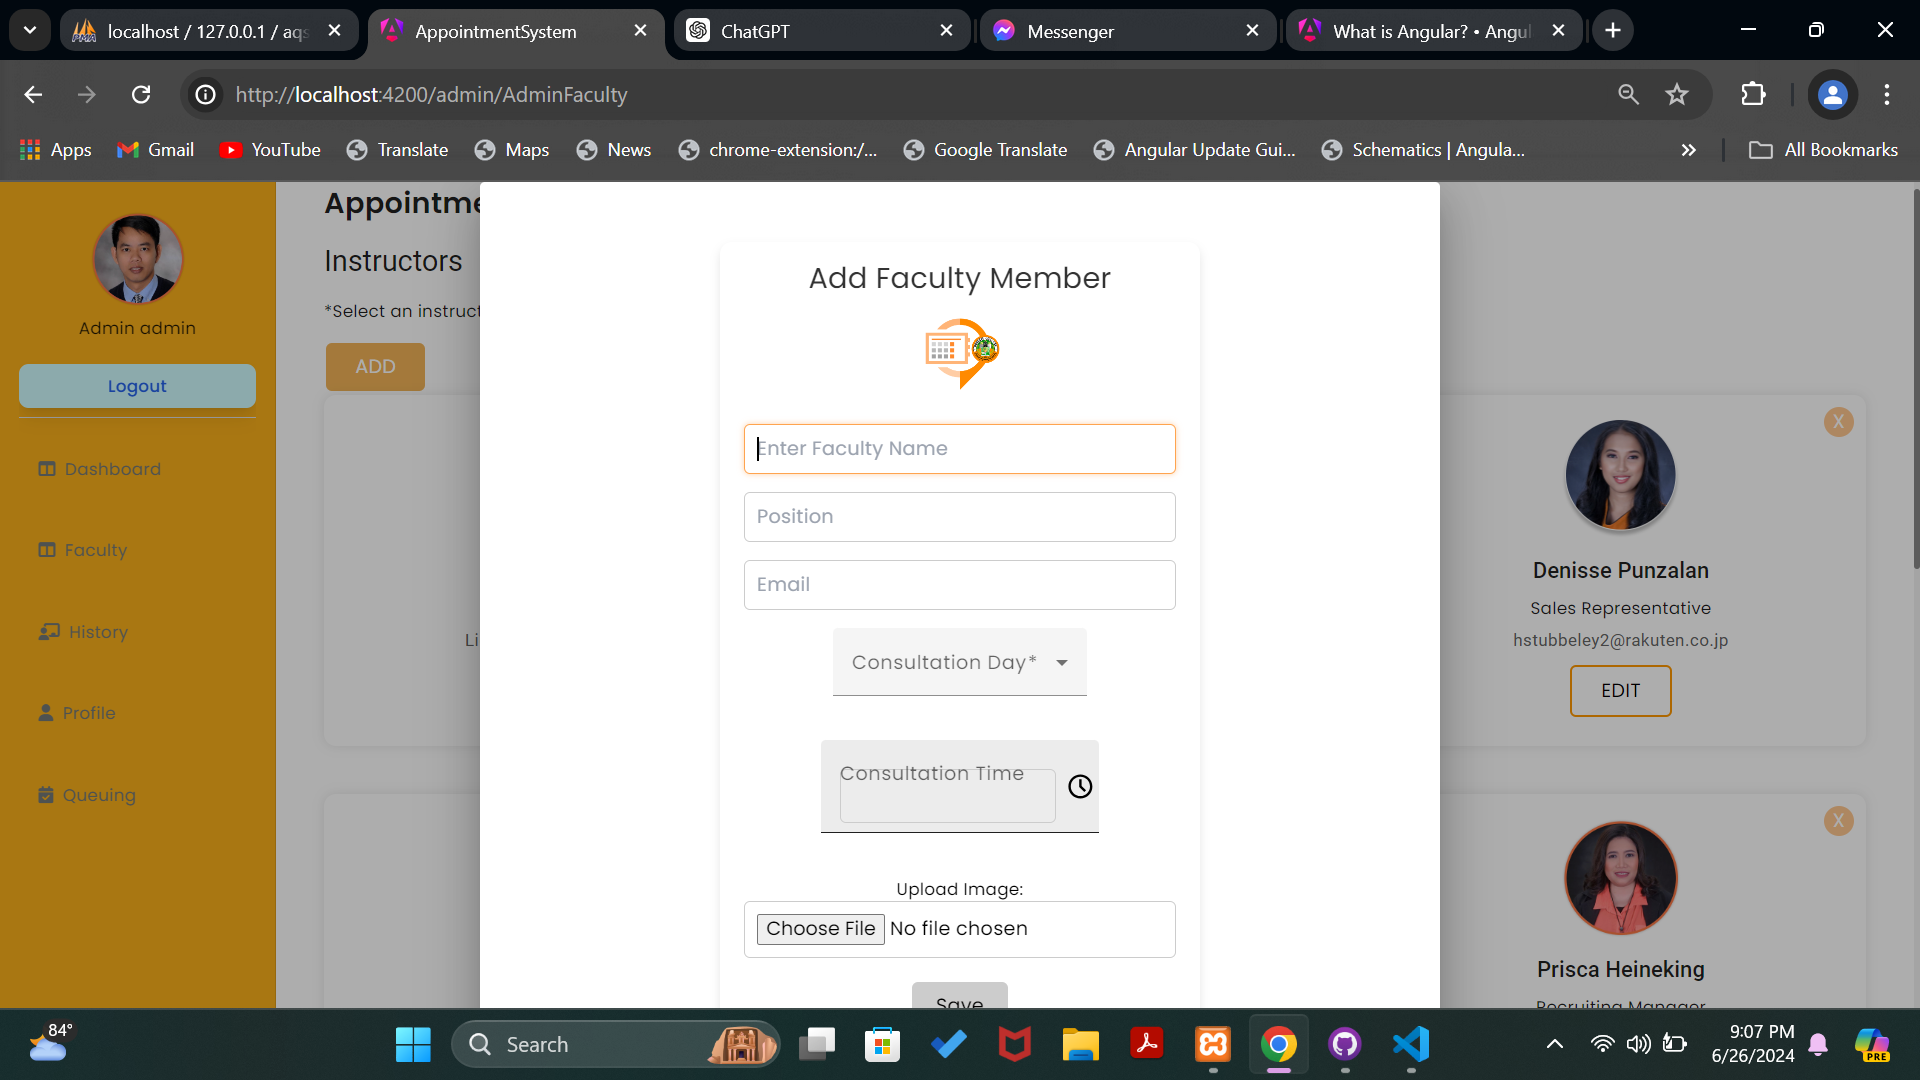 localhost / 127.0.0.1 / aqs
AppointmentSystem
ChatGPT
Messenger
What is Angular? • Angul
http://localhost:4200/admin/AdminFaculty
Apps
Gmail
YouTube
Translate
Maps
News
chrome-extension:/...
Google Translate
Angular Update Gui...
Schematics | Angula...
All Bookmarks
Admin admin
Logout
Dashboard
Faculty
History
Profile
Queuing
Appointme
Instructors
*Select an instruct
ADD
Li
Add Faculty Member
Enter Faculty Name
Position
Email
Consultation Day*
Consultation Time
Upload Image:
Choose File No file chosen
Save
X
Denisse Punzalan
Sales Representative
hstubbeley2@rakuten.co.jp
EDIT
X
Prisca Heineking
Recruiting Manager
84°
Search
9:07 PM
6/26/2024
PRE